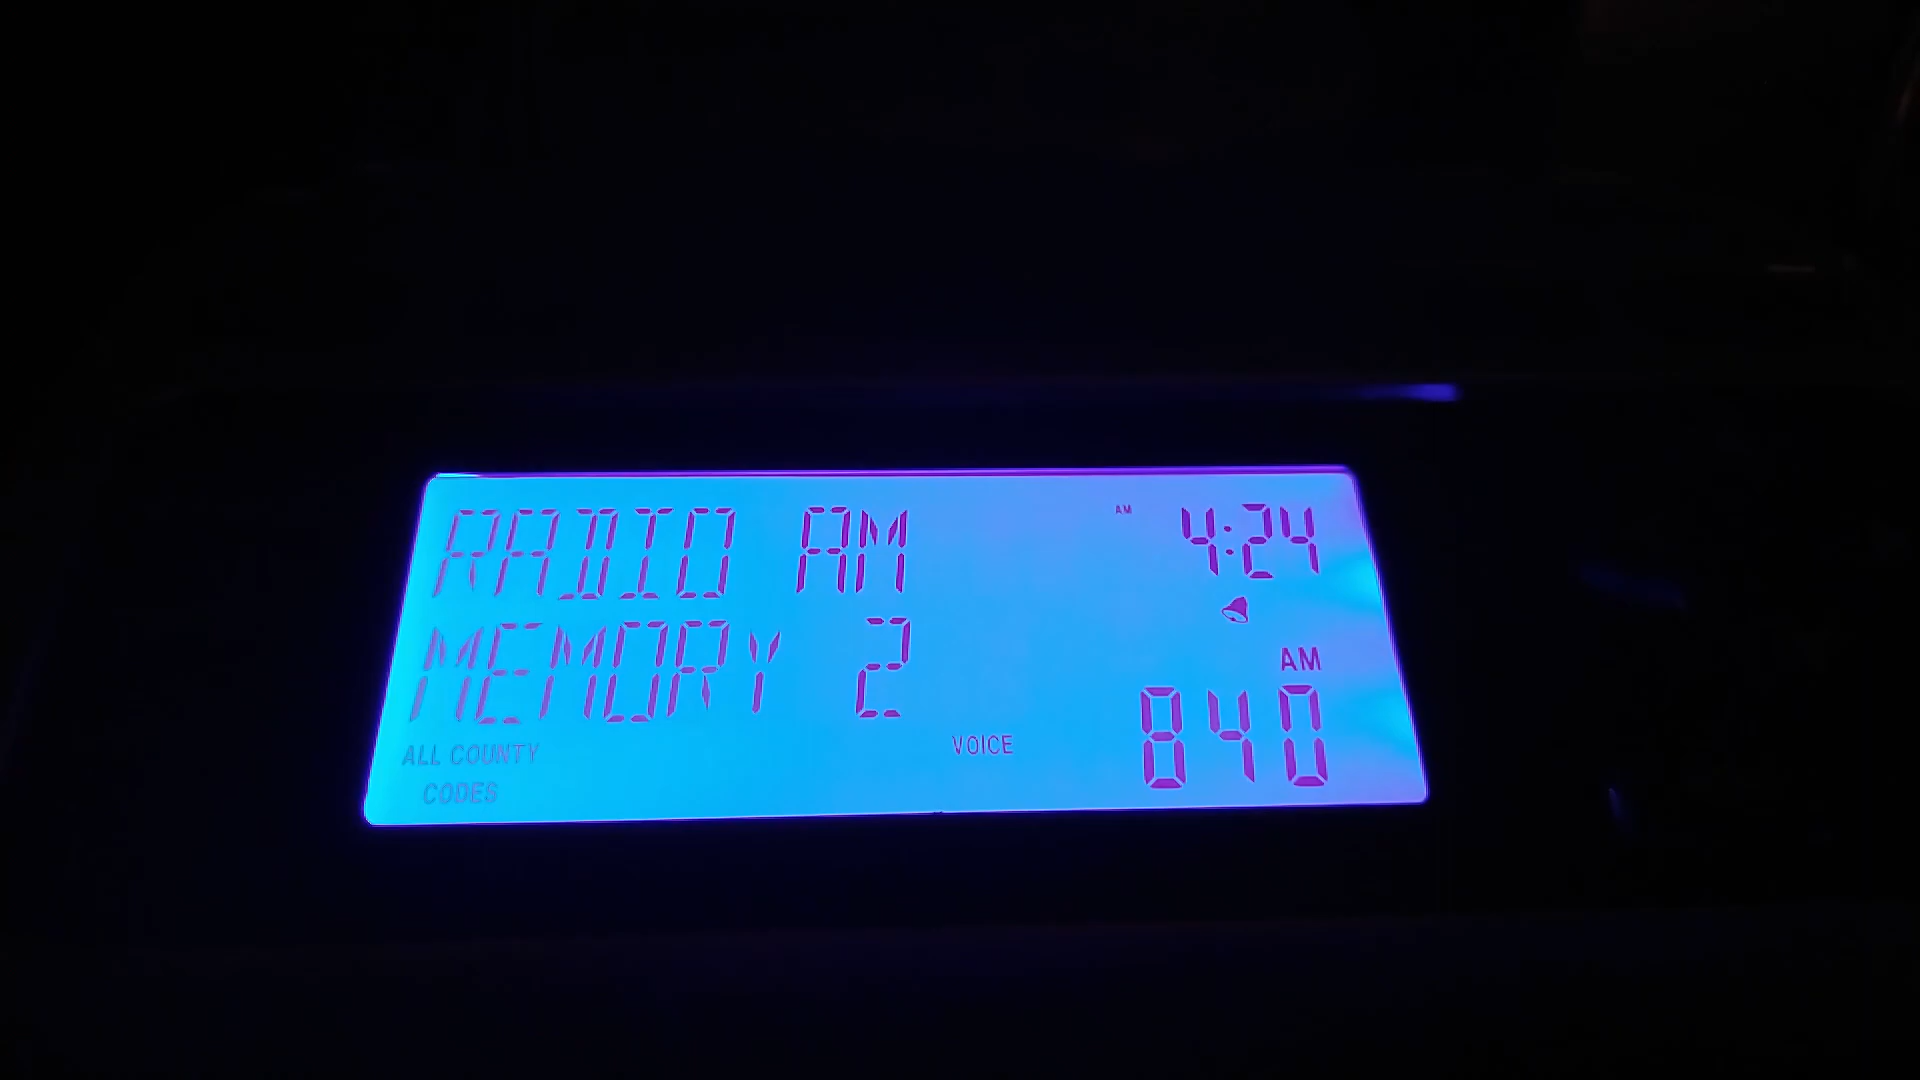 RADIO AM
AM 4:24
MEMORY 2
AM
840
VOICE
ALL COUNTY
CODES